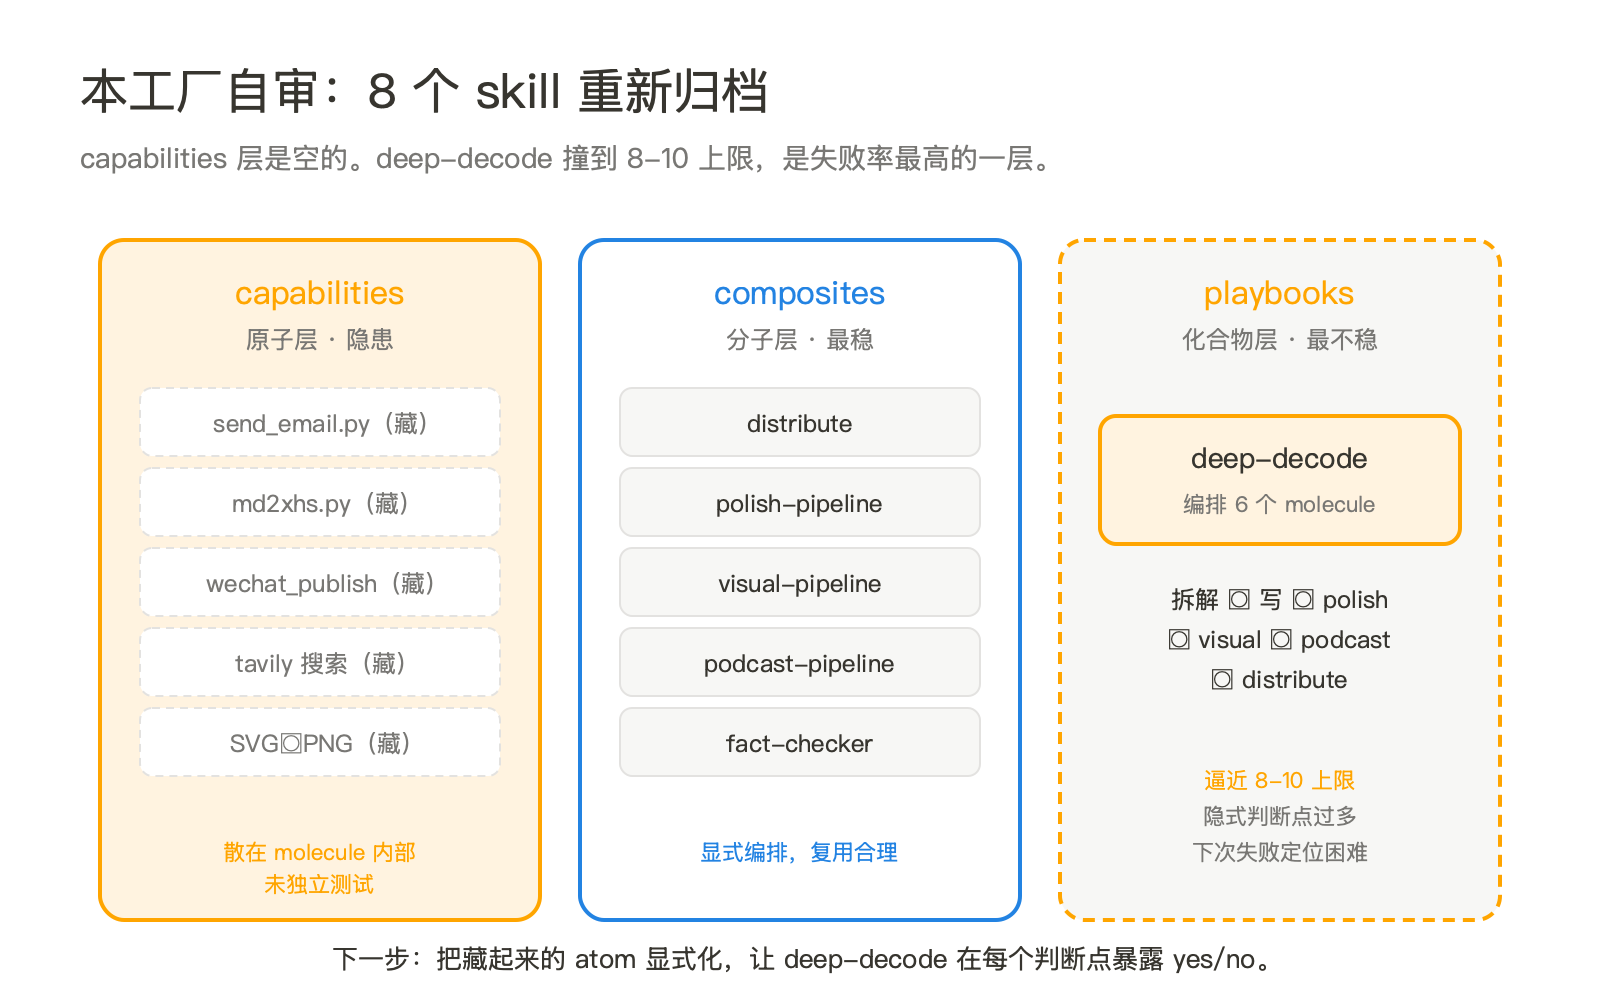 本工厂自审：8 个 skill 重新归档
capabilities 层是空的。deep-decode 撞到 8-10 上限，是失败率最高的一层。
capabilities
原子层 · 隐患
send_email.py（藏）
md2xhs.py（藏）
wechat_publish（藏）
tavily 搜索（藏）
SVG PNG（藏）
散在 molecule 内部
未独立测试
composites
分子层 · 最稳
distribute
polish-pipeline
visual-pipeline
podcast-pipeline
fact-checker
显式编排，复用合理
playbooks
化合物层 · 最不稳
deep-decode
编排 6 个 molecule
拆解 写 polish
visual podcast
distribute
逼近 8-10 上限
隐式判断点过多
下次失败定位困难
下一步：把藏起来的 atom 显式化，让 deep-decode 在每个判断点暴露 yes/no。